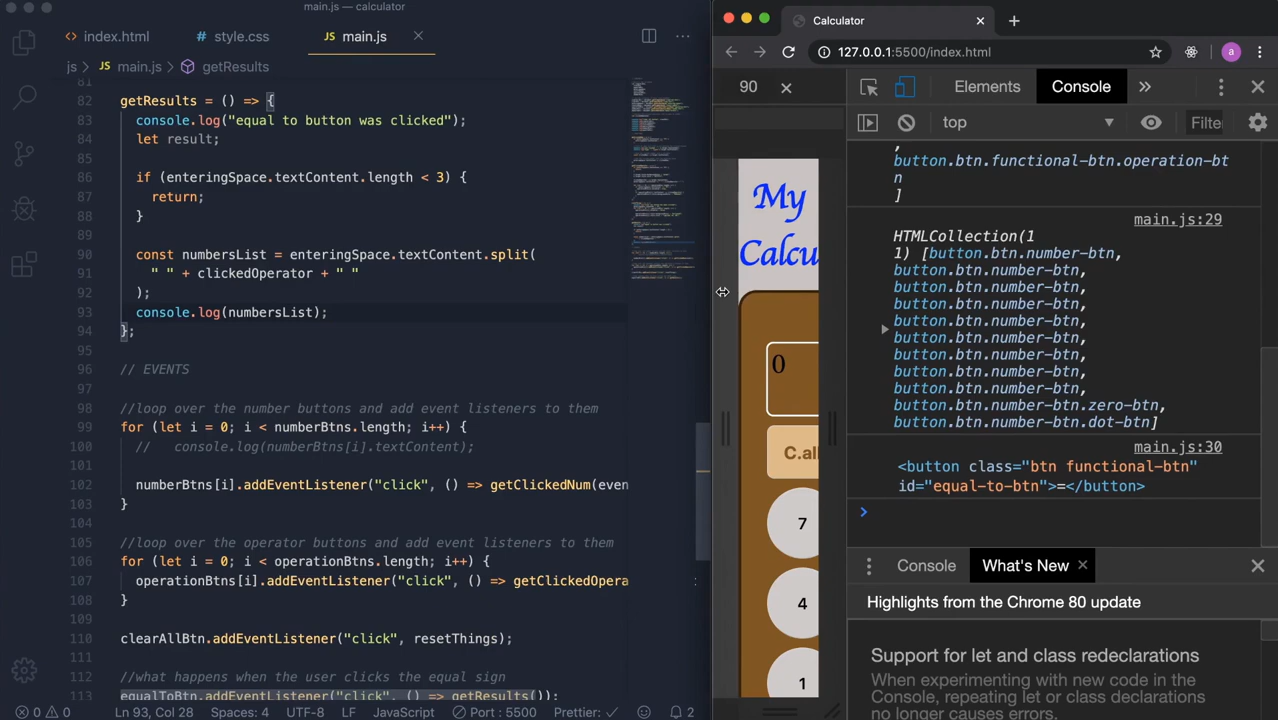 main.js — calculator
index.html
style.css
JS main.js
js > JS main.js > getResults
81
82 getResults = () => {
83 console.log("equal to button was clicked");
84 let result;
85
86 if (enteringSpace.textContent.length < 3) {
87 return;
88 }
89
90 const numbersList = enteringSpace.textContent.split(
91 " " + clickedOperator + " "
92 );
93 console.log(numbersList);
94 };
95
96 // EVENTS
97
98 //loop over the number buttons and add event listeners to them
99 for (let i = 0; i < numberBtns.length; i++) {
100 // console.log(numberBtns[i].textContent);
101
102 numberBtns[i].addEventListener("click", () => getClickedNum(even
103 }
104
105 //loop over the operator buttons and add event listeners to them
106 for (let i = 0; i < operationBtns.length; i++) {
107 operationBtns[i].addEventListener("click", () => getClickedOpera
108 }
109
110 clearAllBtn.addEventListener("click", resetThings);
111
112 //what happens when the user clicks the equal sign
113 equalToBtn.addEventListener("click", () => getResults());
0 0 Ln 93, Col 28 Spaces: 4 UTF-8 LF JavaScript Port : 5500 Prettier: ✓ 2
Calculator
127.0.0.1:5500/index.html
a
90
My
Calcu
0
C.all
7
4
1
Elements Console »
top Filte
,
button.btn.functional-btn.operation-bt
n
]
main.js:29
HTMLCollection(1
1) [button.btn.number-btn,
button.btn.number-btn,
button.btn.number-btn,
button.btn.number-btn,
button.btn.number-btn,
button.btn.number-btn,
button.btn.number-btn,
button.btn.number-btn,
button.btn.number-btn,
button.btn.number-btn.zero-btn,
button.btn.number-btn.dot-btn]
main.js:30
<button class="btn functional-btn"
id="equal-to-btn">=</button>
Console What's New
Highlights from the Chrome 80 update
Support for let and class redeclarations
When experimenting with new code in the
Console, repeating let or class declarations
no longer causes errors.